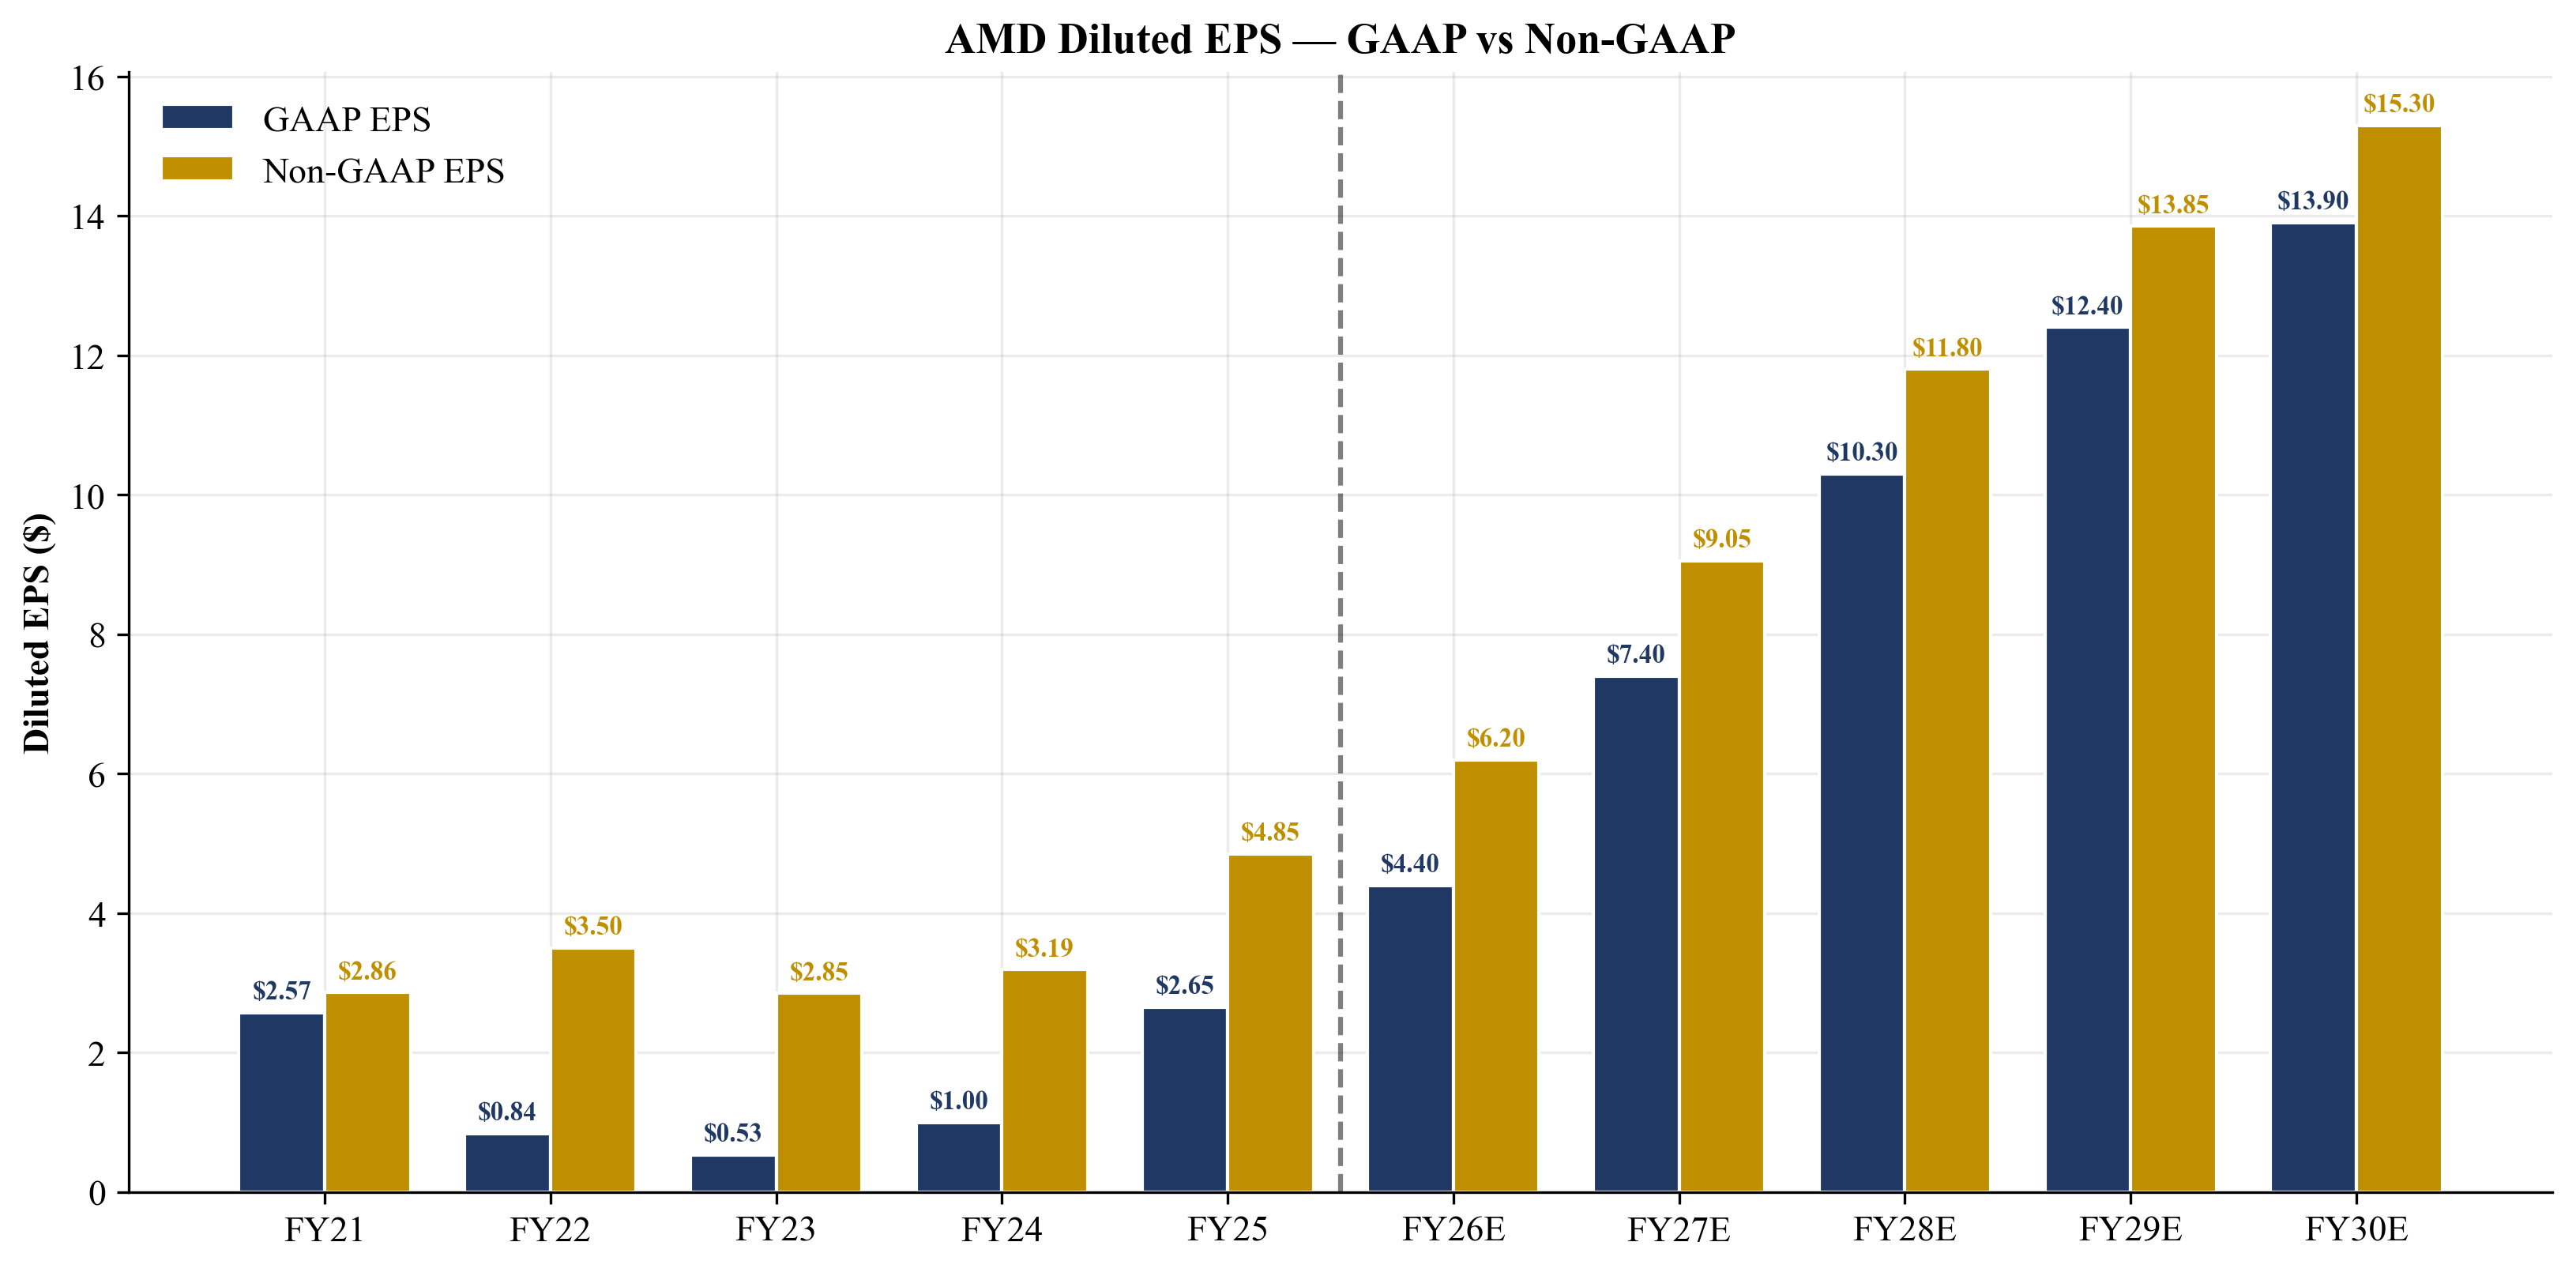 AMD Diluted EPS — GAAP vs Non-GAAP
GAAP EPS
Non-GAAP EPS
Diluted EPS ($)
16
14
12
10
8
6
4
2
0
$2.57
$2.86
$0.84
$3.50
$0.53
$2.85
$1.00
$3.19
$2.65
$4.85
$4.40
$6.20
$7.40
$9.05
$10.30
$11.80
$12.40
$13.85
$13.90
$15.30
FY21
FY22
FY23
FY24
FY25
FY26E
FY27E
FY28E
FY29E
FY30E